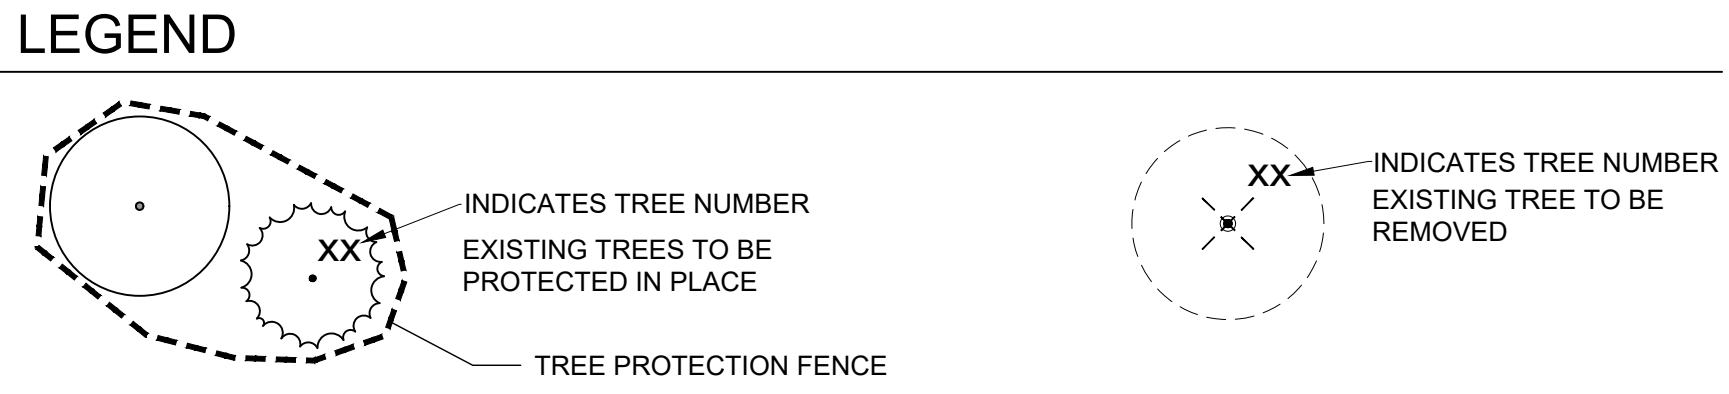 LEGEND
XX
INDICATES TREE NUMBER
EXISTING TREES TO BE
PROTECTED IN PLACE
TREE PROTECTION FENCE
XX
INDICATES TREE NUMBER
EXISTING TREE TO BE
REMOVED